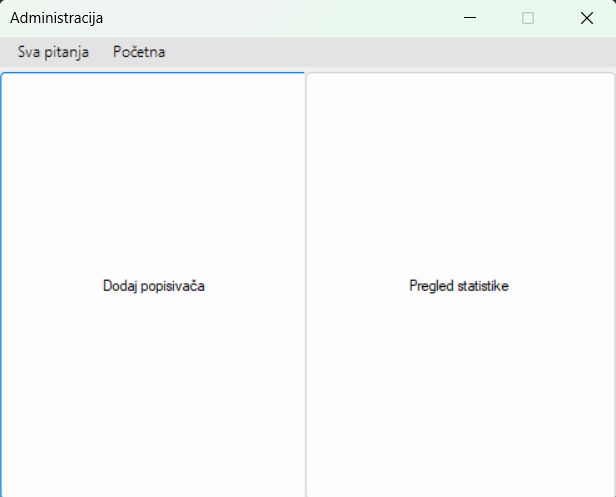 Administracija
Sva pitanja Početna
Dodaj popisivača Pregled statistike